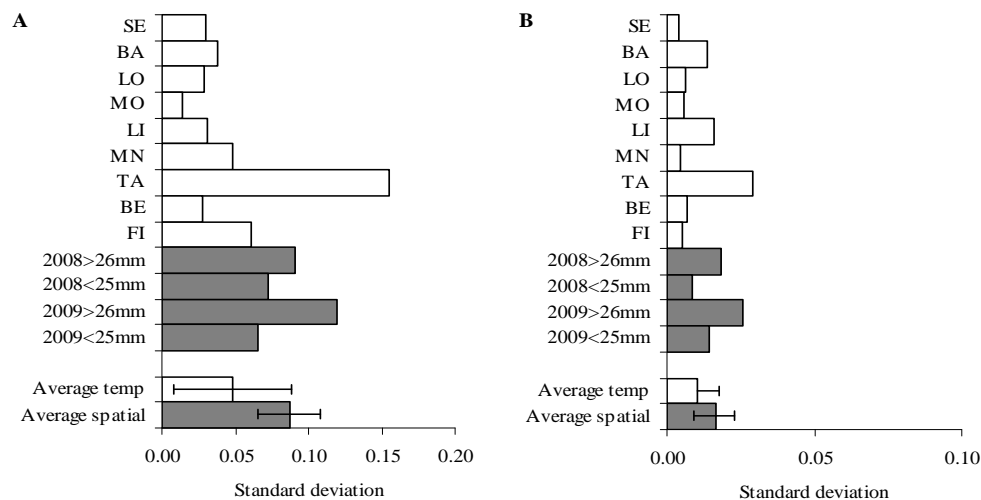 A
SE
BA
LO
MO
LI
MN
TA
BE
FI
2008>26mm
2008<25mm
2009>26mm
2009<25mm
Average temp
Average spatial
0.00 0.05 0.10 0.15 0.20
Standard deviation
B
SE
BA
LO
MO
LI
MN
TA
BE
FI
2008>26mm
2008<25mm
2009>26mm
2009<25mm
Average temp
Average spatial
0.00 0.05 0.10
Standard deviation